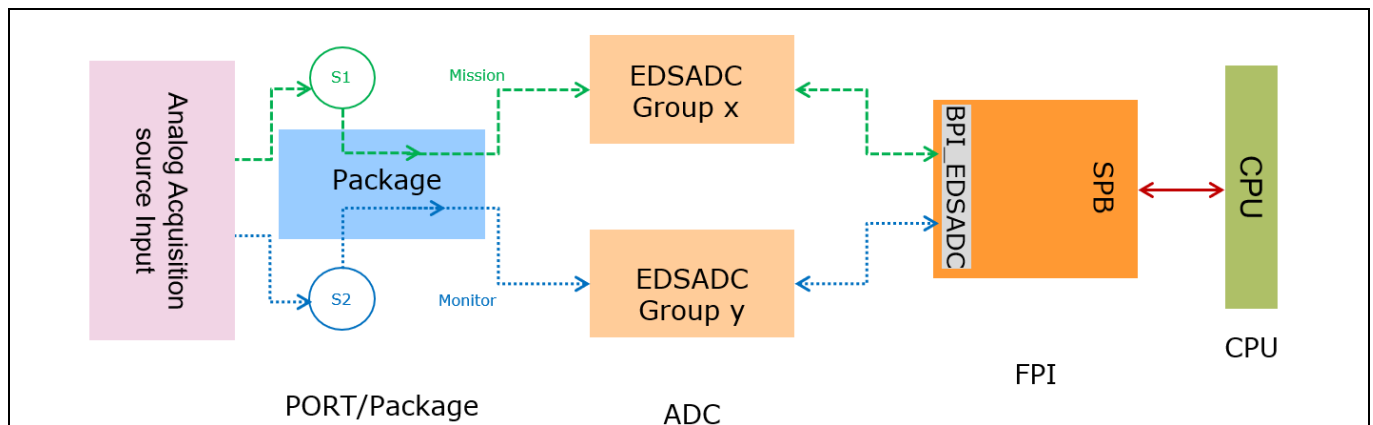 Analog Acquisition
source Input
S1
Mission
Package
S2
Monitor
EDSADC
Group x
EDSADC
Group y
BPI_EDSADC
SPB
CPU
CPU
FPI
PORT/Package
ADC